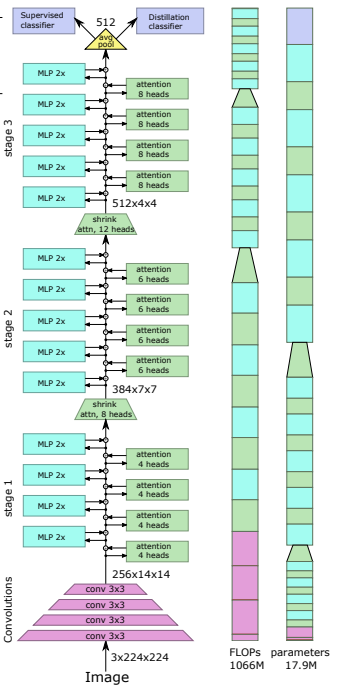 Supervised
classifier
512
Distillation
classifier
avg
pool
MLP 2x
attention
8 heads
MLP 2x
attention
8 heads
MLP 2x
attention
8 heads
MLP 2x
attention
8 heads
MLP 2x
stage 3
512x4x4
shrink
attn, 12 heads
MLP 2x
attention
6 heads
MLP 2x
attention
6 heads
MLP 2x
attention
6 heads
MLP 2x
attention
6 heads
MLP 2x
stage 2
384x7x7
shrink
attn, 8 heads
MLP 2x
attention
4 heads
MLP 2x
attention
4 heads
MLP 2x
attention
4 heads
MLP 2x
attention
4 heads
stage 1
256x14x14
conv 3x3
conv 3x3
conv 3x3
conv 3x3
Convolutions
3x224x224
Image
FLOPs
1066M
parameters
17.9M